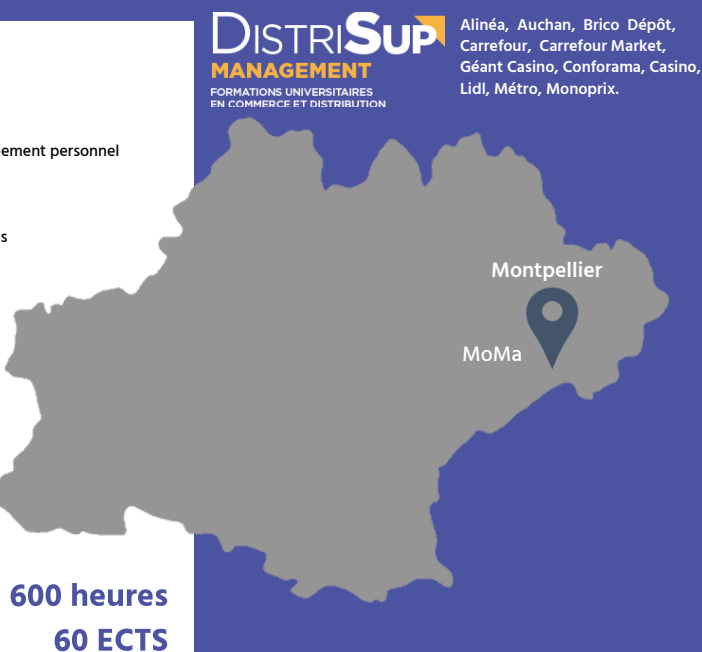 DISTRISUP
MANAGEMENT
FORMATIONS UNIVERSITAIRES
EN COMMERCE ET DISTRIBUTION
Alinéa, Auchan, Brico Dépôt,
Carrefour, Carrefour Market,
Géant Casino, Conforama, Casino,
Lidl, Métro, Monoprix.
ement personnel
s
Montpellier
MoMa
600 heures
60 ECTS